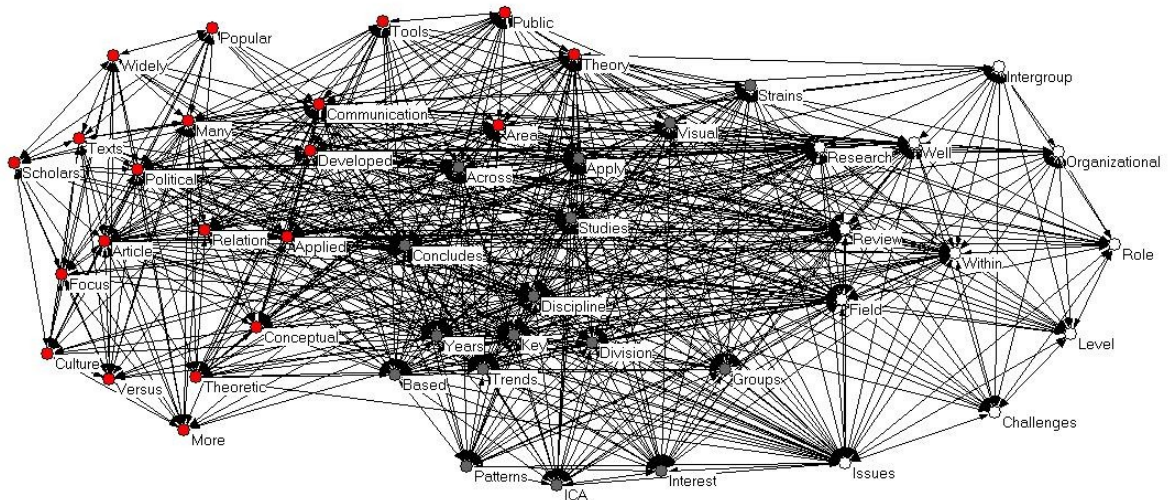 Public
Tools
Popular
Theory
Widely
Intergroup
Strains
Communication
Many
Area
Visual
Texts
Developed
Research
Well
Organizational
Scholars
Political
Across
Apply
Studies
Relation
Applied
Review
Article
Concludes
Within
Role
Focus
Discipline
Field
Conceptual
Years
Key
Division
Level
Culture
Versus
Theoretic
Based
Trends
Groups
Challenges
More
Patterns
ICA
Interest
Issues